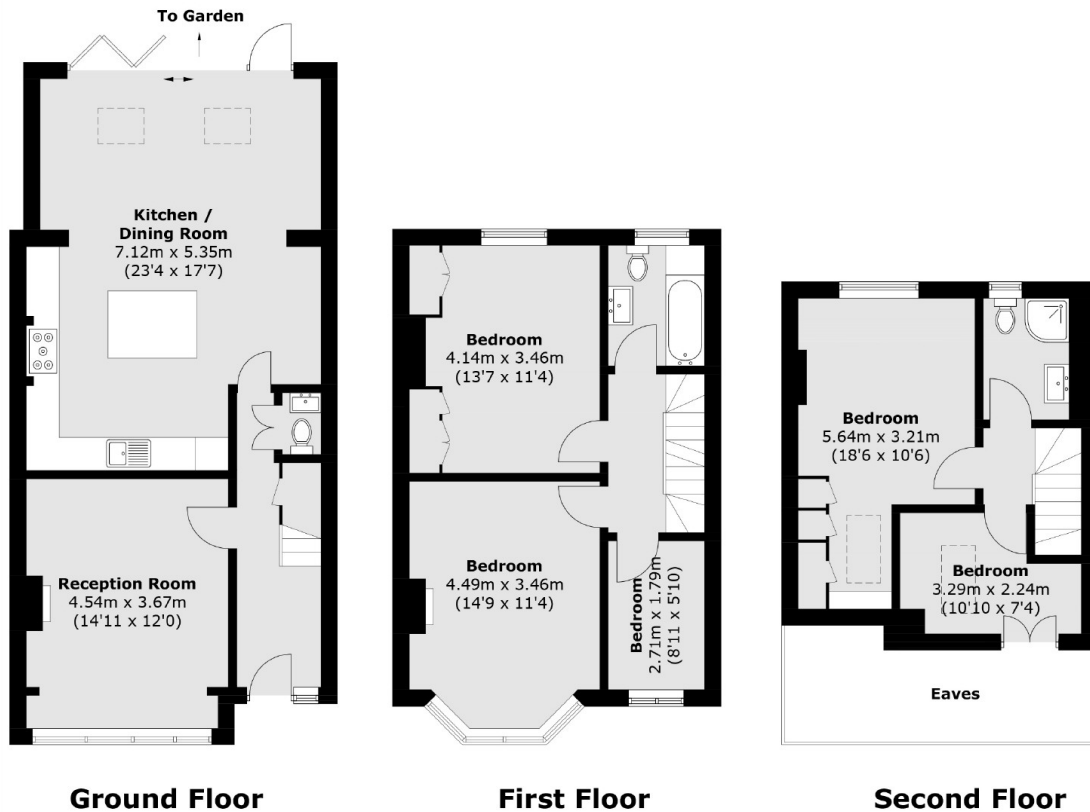 To Garden
Kitchen /
Dining Room
7.12m x 5.35m
(23'4 x 17'7)
Reception Room
4.54m x 3.67m
(14'11 x 12'0)
Ground Floor
Bedroom
4.14m x 3.46m
(13'7 x 11'4)
Bedroom
4.49m x 3.46m
(14'9 x 11'4)
Bedroom
2.71m x 1.79m
(8'11 x 5'10)
First Floor
Bedroom
5.64m x 3.21m
(18'6 x 10'6)
Bedroom
3.29m x 2.24m
(10'10 x 7'4)
Eaves
Second Floor